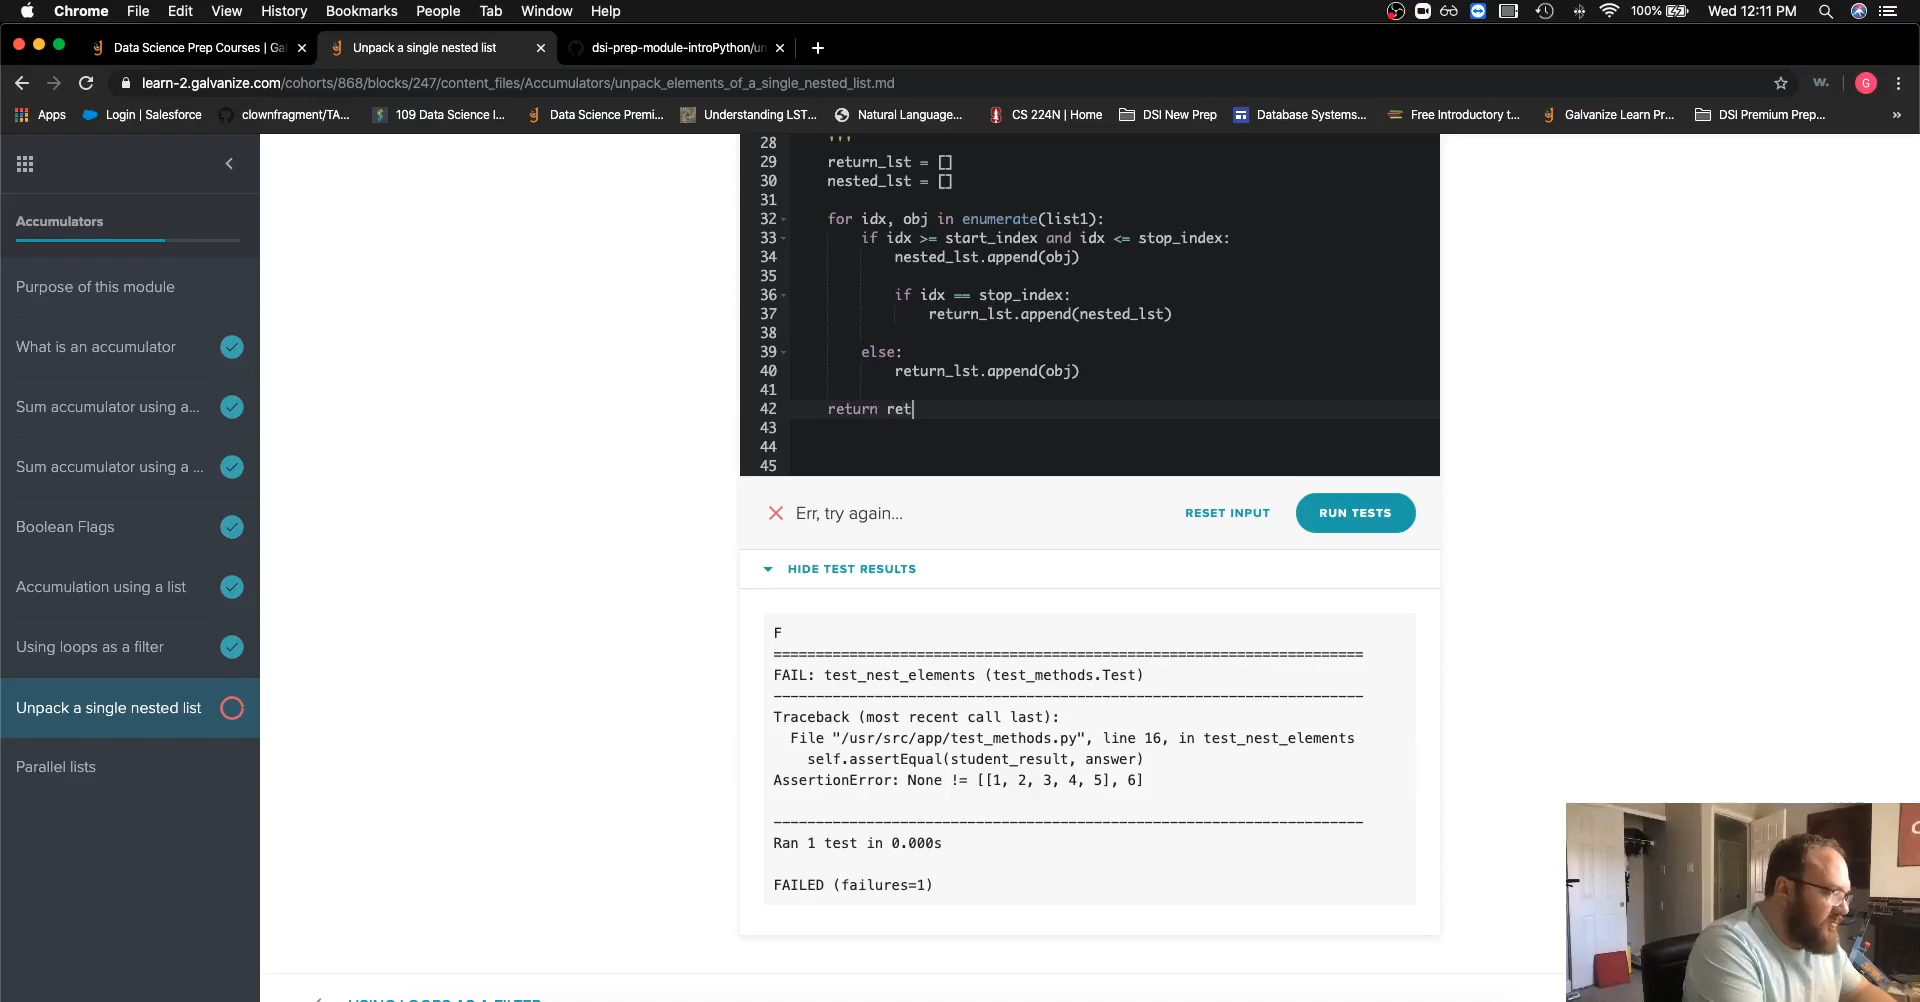 Chrome File Edit View History Bookmarks People Tab Window Help 100% Wed 12:11 PM
Data Science Prep Courses | Ga
Unpack a single nested list
dsi-prep-module-introPython/un
learn-2.galvanize.com/cohorts/868/blocks/247/content_files/Accumulators/unpack_elements_of_a_single_nested_list.md
W.
G
Apps Login | Salesforce clownfragment/TA... 109 Data Science I... Data Science Premi... Understanding LST... Natural Language... CS 224N | Home DSI New Prep Database Systems... Free Introductory t... Galvanize Learn Pr... DSI Premium Prep... »
Accumulators
Purpose of this module
What is an accumulator
Sum accumulator using a...
Sum accumulator using a ...
Boolean Flags
Accumulation using a list
Using loops as a filter
Unpack a single nested list
Parallel lists
28 '''
29 return_lst = []
30 nested_lst = []
31
32 for idx, obj in enumerate(list1):
33 if idx >= start_index and idx <= stop_index:
34 nested_lst.append(obj)
35
36 if idx == stop_index:
37 return_lst.append(nested_lst)
38
39 else:
40 return_lst.append(obj)
41
42 return ret
43
44
45
Err, try again...
RESET INPUT
RUN TESTS
HIDE TEST RESULTS
F
======================================================================
FAIL: test_nest_elements (test_methods.Test)
----------------------------------------------------------------------
Traceback (most recent call last):
File "/usr/src/app/test_methods.py", line 16, in test_nest_elements
self.assertEqual(student_result, answer)
AssertionError: None != [[1, 2, 3, 4, 5], 6]
----------------------------------------------------------------------
Ran 1 test in 0.000s
FAILED (failures=1)
USING LOOPS AS A FILTER